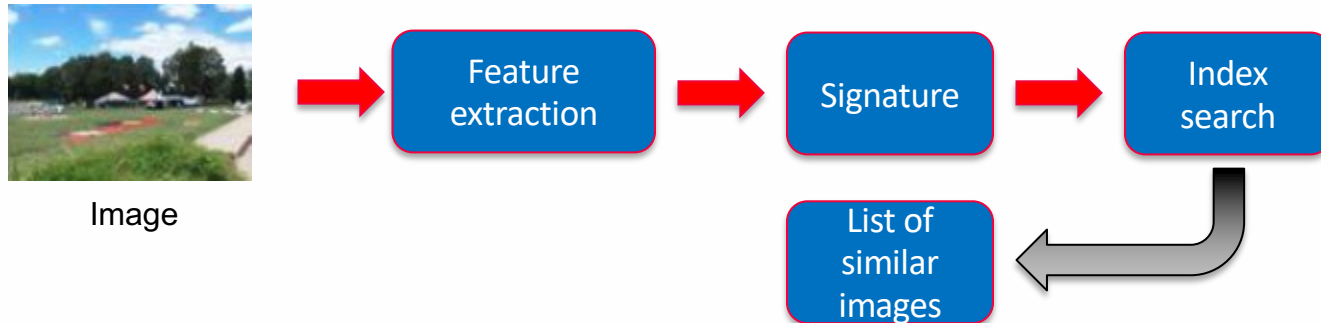 Feature
extraction
Signature
Index
search
Image
List of
similar
images